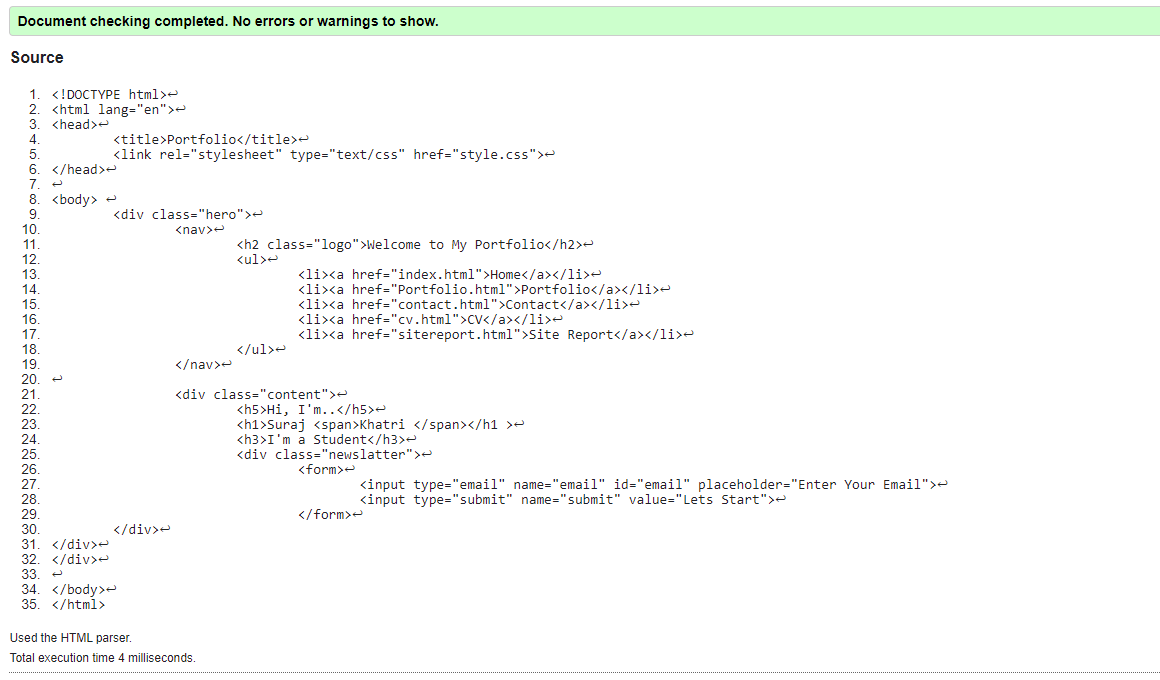 Document checking completed. No errors or warnings to show.
Source
1. <!DOCTYPE html>↩
2. <html lang="en">↩
3. <head>↩
4. <title>Portfolio</title>↩
5. <link rel="stylesheet" type="text/css" href="style.css">↩
6. </head>↩
7. ↩
8. <body> ↩
9. <div class="hero">↩
10. <nav>↩
11. <h2 class="logo">Welcome to My Portfolio</h2>↩
12. <ul>↩
13. <li><a href="index.html">Home</a></li>↩
14. <li><a href="Portfolio.html">Portfolio</a></li>↩
15. <li><a href="contact.html">Contact</a></li>↩
16. <li><a href="cv.html">CV</a></li>↩
17. <li><a href="sitereport.html">Site Report</a></li>↩
18. </ul>↩
19. </nav>↩
20. ↩
21. <div class="content">↩
22. <h5>Hi, I'm..</h5>↩
23. <h1>Suraj <span>Khatri </span></h1 >↩
24. <h3>I'm a Student</h3>↩
25. <div class="newslatter">↩
26. <form>↩
27. <input type="email" name="email" id="email" placeholder="Enter Your Email">↩
28. <input type="submit" name="submit" value="Lets Start">↩
29. </form>↩
30. </div>↩
31. </div>↩
32. </div>↩
33. ↩
34. </body>↩
35. </html>
Used the HTML parser.
Total execution time 4 milliseconds.